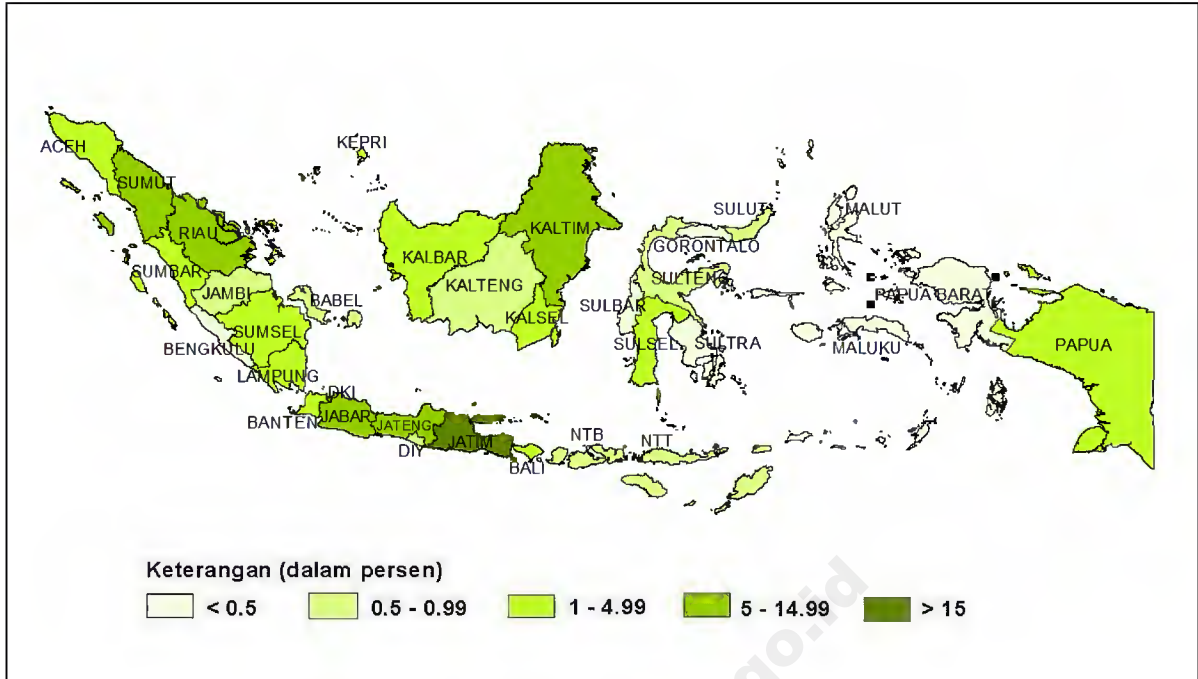 ACEH
KEPRI
SUMUT
SULUT
MALUT
RIAU
KALTIM
GORONTALO
KALBAR
SUMBAR
SULTENG
JAMBI
KALTENG
PAPUA BARAT
BABEL
SULBAR
SUMSEL
KALSEL
BENGKULU
SULSEL
SULTRA
MALUKU
PAPUA
LAMPUNG
DKI
BANTEN
JABAR
JATENG
JATIM
NTB
NTT
DIY
BALI
Keterangan (dalam persen)
< 0.5
0.5 - 0.99
1 - 4.99
5 - 14.99
> 15
go.id